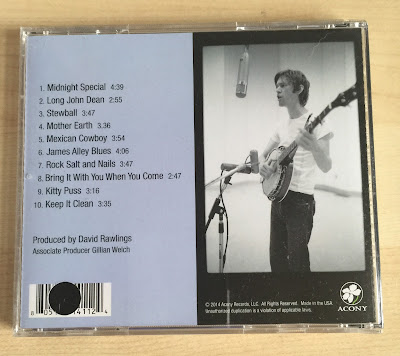 1. Midnight Special 4:39
2. Long John Dean 2:55
3. Stewball 3:47
4. Mother Earth 3.36
5. Mexican Cowboy 3:54
6. James Alley Blues 4:06
7. Rock Salt and Nails 3:47
8. Bring It With You When You Come 2:47
9. Kitty Puss 3:16
10. Keep It Clean 3:35
Produced by David Rawlings
Associate Producer Gillian Welch
8 05 4112 4
© 2014 Acony Records, LLC. All Rights Reserved. Made in the USA.
Unauthorized duplication is a violation of applicable laws.
ACONY